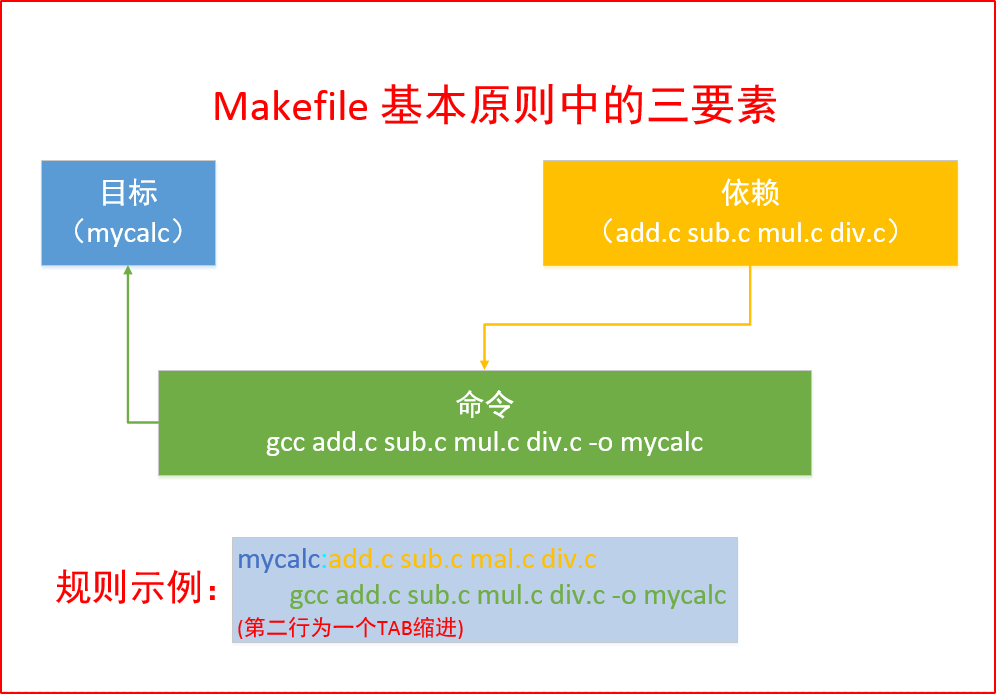 Makefile 基本原则中的三要素
目标
（mycalc）
依赖
（add.c sub.c mul.c div.c）
命令
gcc add.c sub.c mul.c div.c -o mycalc
规则示例：
mycalc:add.c sub.c mal.c div.c
gcc add.c sub.c mul.c div.c -o mycalc
(第二行为一个TAB缩进)